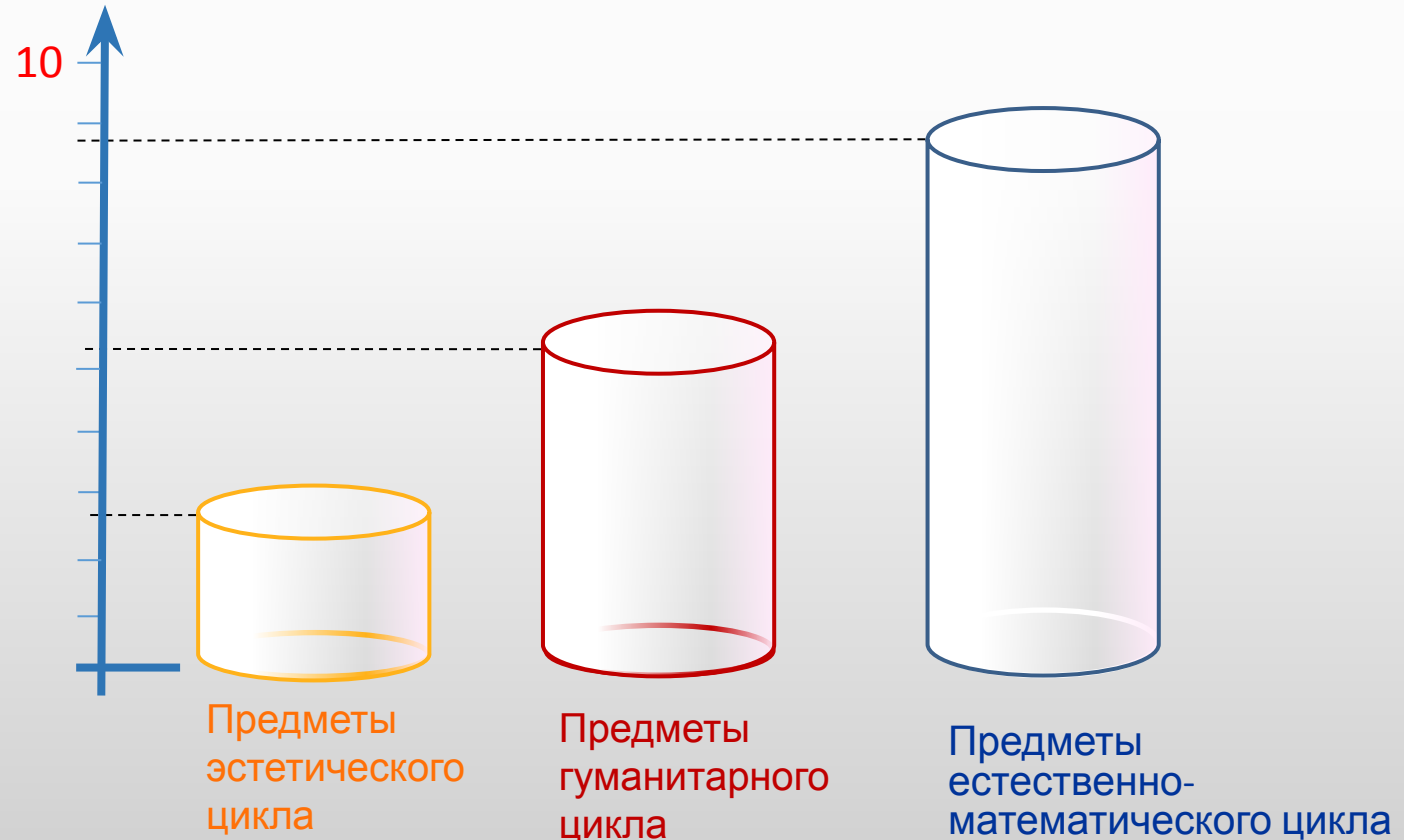 10
Предметы
эстетического
цикла
Предметы
гуманитарного
цикла
Предметы
естественно-
математического цикла